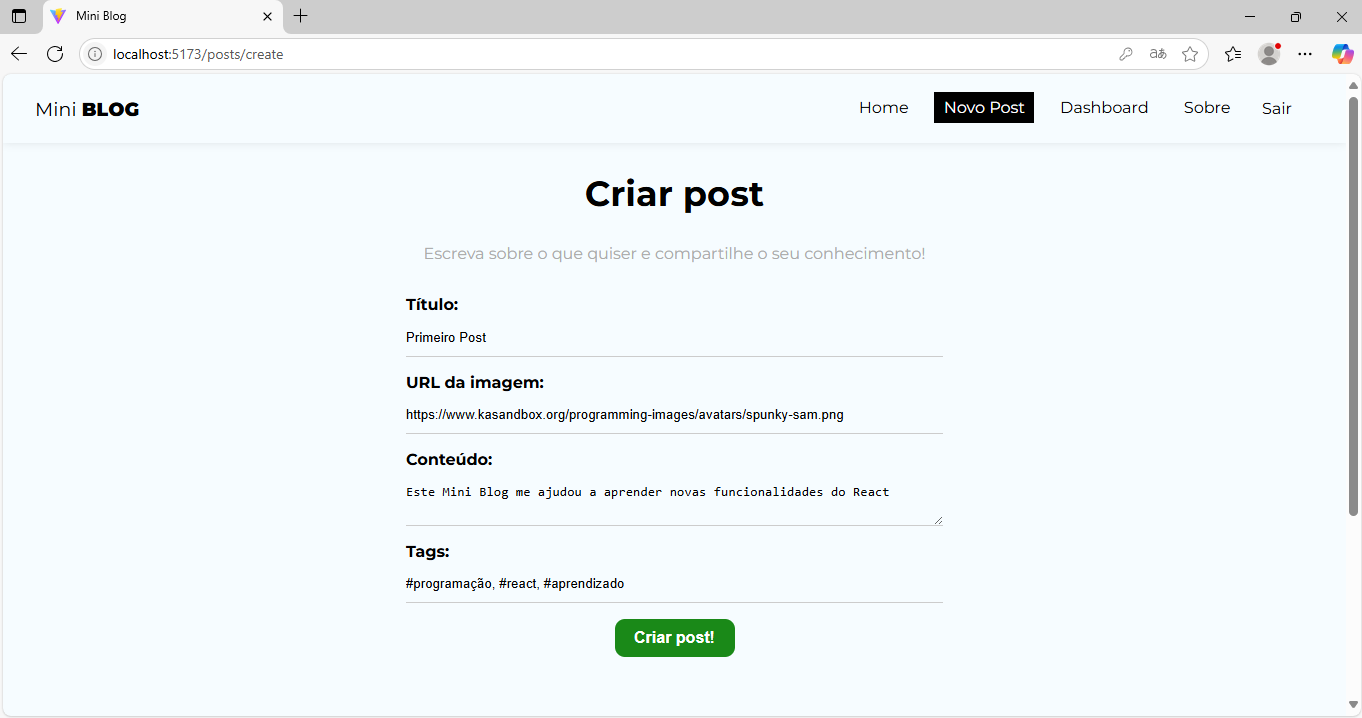 Mini Blog
localhost:5173/posts/create
Mini BLOG
Home
Novo Post
Dashboard
Sobre
Sair
Criar post
Escreva sobre o que quiser e compartilhe o seu conhecimento!
Título:
Primeiro Post
URL da imagem:
https://www.kasandbox.org/programming-images/avatars/spunky-sam.png
Conteúdo:
Este Mini Blog me ajudou a aprender novas funcionalidades do React
Tags:
#programação, #react, #aprendizado
Criar post!